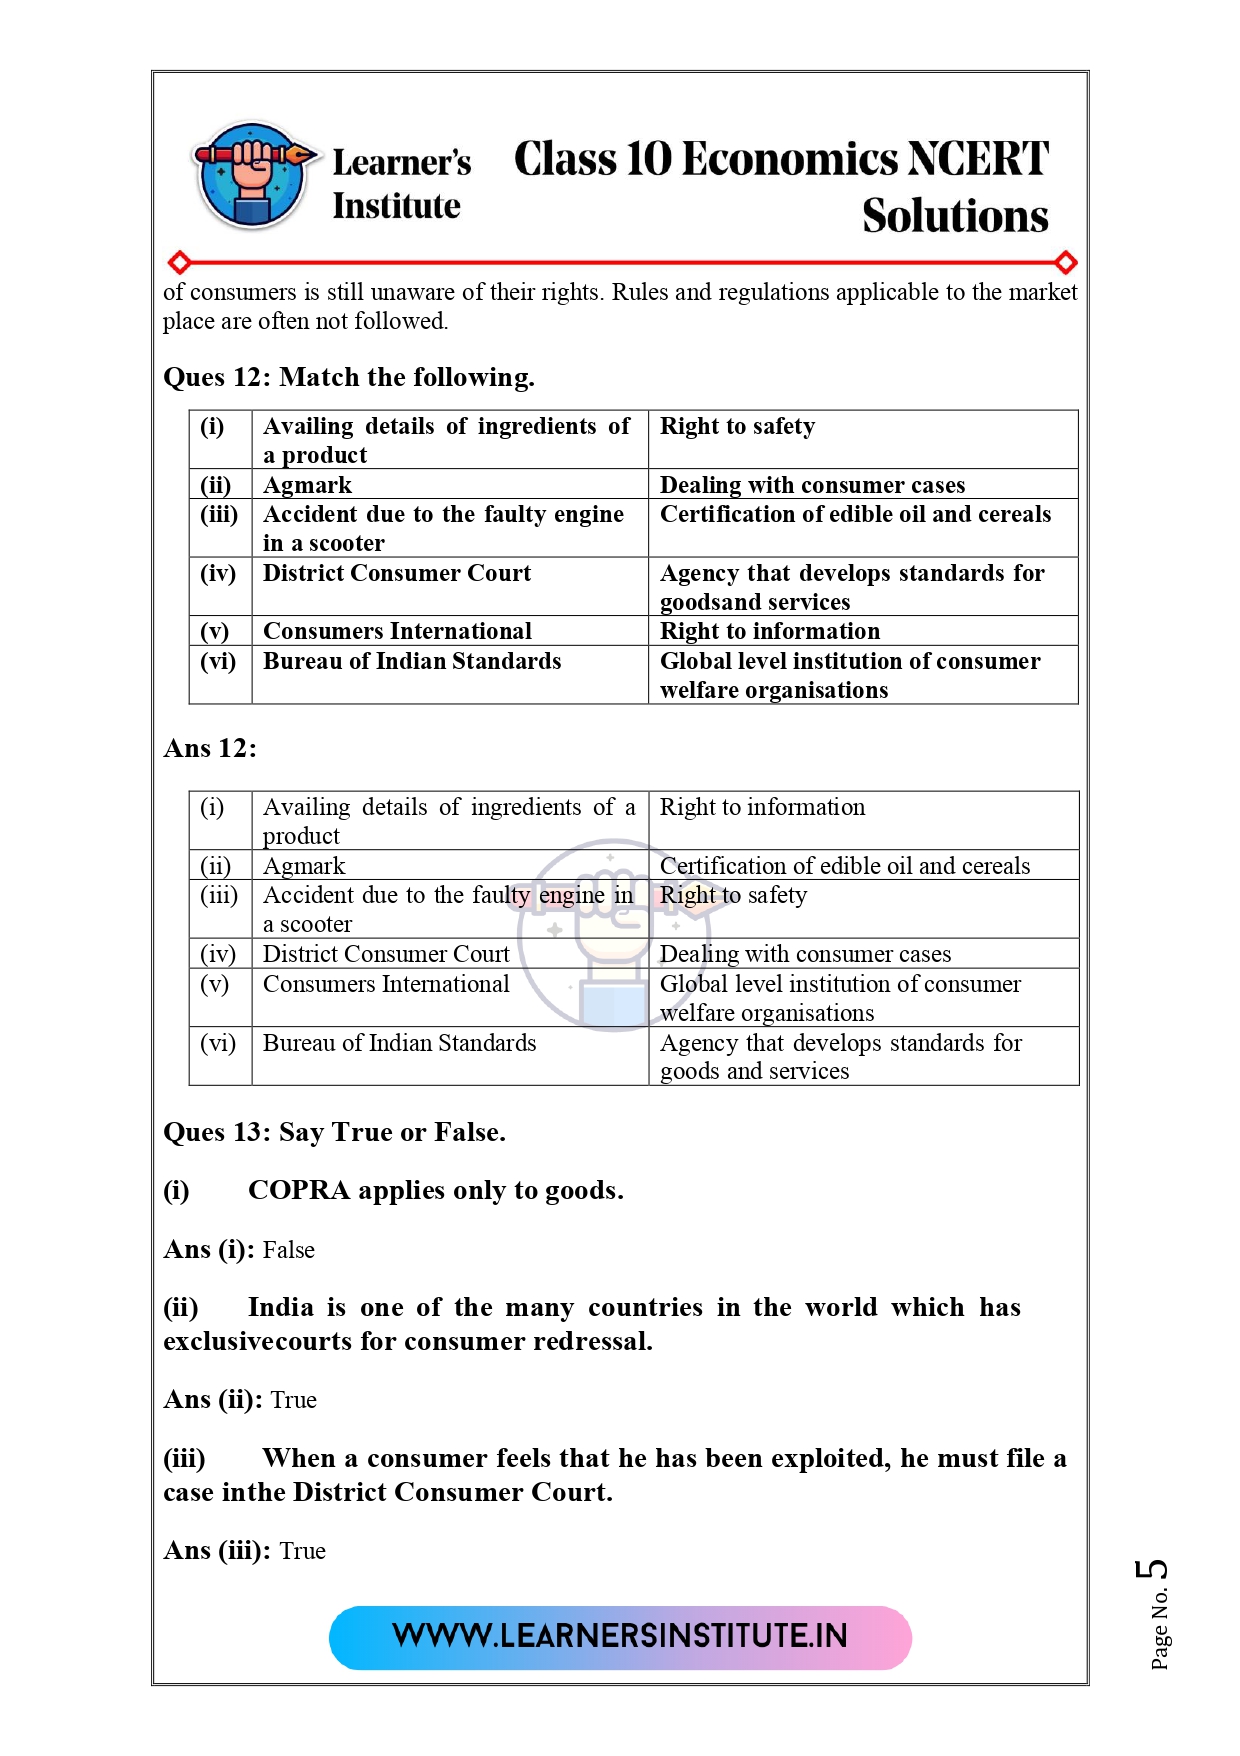 Learner's
Institute
Class 10 Economics NCERT
Solutions
of consumers is still unaware of their rights. Rules and regulations applicable to the market
place are often not followed.
Ques 12: Match the following.
(i) Availing details of ingredients of Right to safety
a product
(ii) Agmark Dealing with consumer cases
(iii) Accident due to the faulty engine Certification of edible oil and cereals
in a scooter
(iv) District Consumer Court Agency that develops standards for
goodsand services
(v) Consumers International Right to information
(vi) Bureau of Indian Standards Global level institution of consumer
welfare organisations
Ans 12:
(i) Availing details of ingredients of a Right to information
product
(ii) Agmark Certification of edible oil and cereals
(iii) Accident due to the faulty engine in Right to safety
a scooter
(iv) District Consumer Court Dealing with consumer cases
(v) Consumers International Global level institution of consumer
welfare organisations
(vi) Bureau of Indian Standards Agency that develops standards for
goods and services
Ques 13: Say True or False.
(i) COPRA applies only to goods.
Ans (i): False
(ii) India is one of the many countries in the world which has
exclusivecourts for consumer redressal.
Ans (ii): True
(iii) When a consumer feels that he has been exploited, he must file a
case inthe District Consumer Court.
Ans (iii): True
WWW.LEARNERSINSTITUTE.IN
Page No. 5